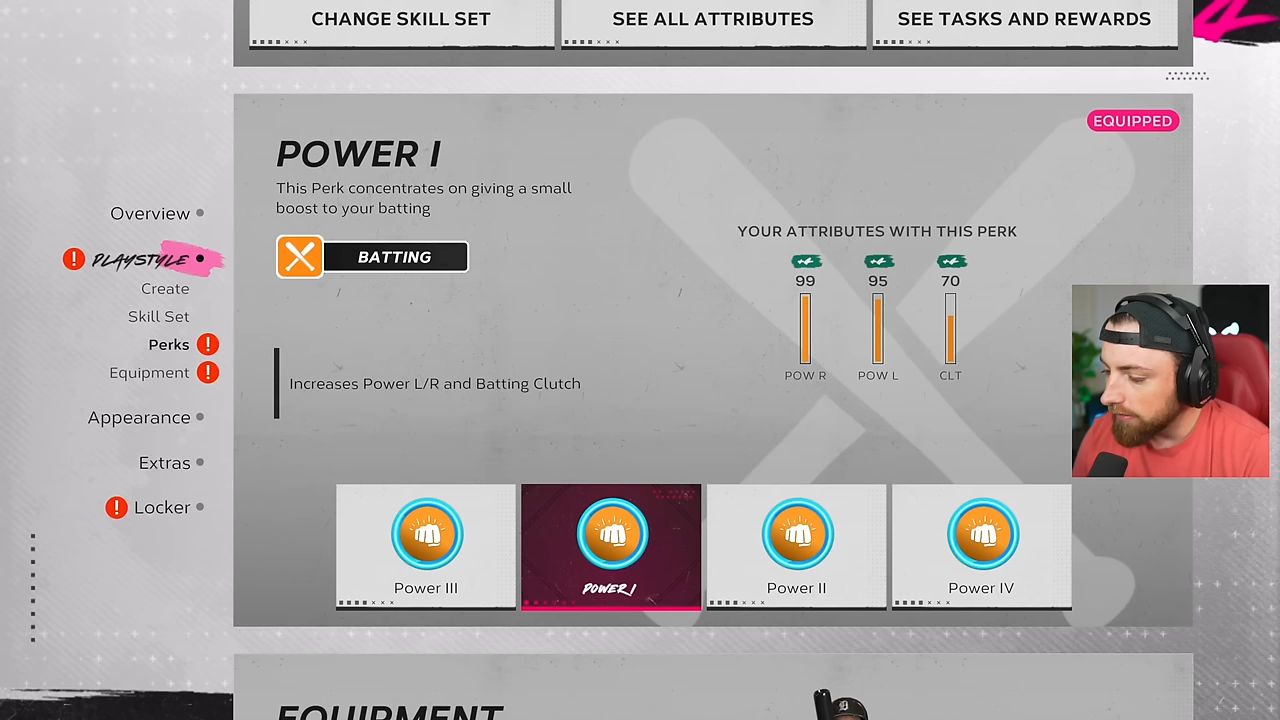 CHANGE SKILL SET
SEE ALL ATTRIBUTES
SEE TASKS AND REWARDS
EQUIPPED
POWER I
This Perk concentrates on giving a small
boost to your batting
BATTING
YOUR ATTRIBUTES WITH THIS PERK
+4 +4 +4
99 95 70
POW R POW L CLT
Increases Power L/R and Batting Clutch
Overview
! PLAYSTYLE
Create
Skill Set
Perks !
Equipment !
Appearance
Extras
! Locker
Power III
POWER I
Power II
Power IV
EQUIPMENT